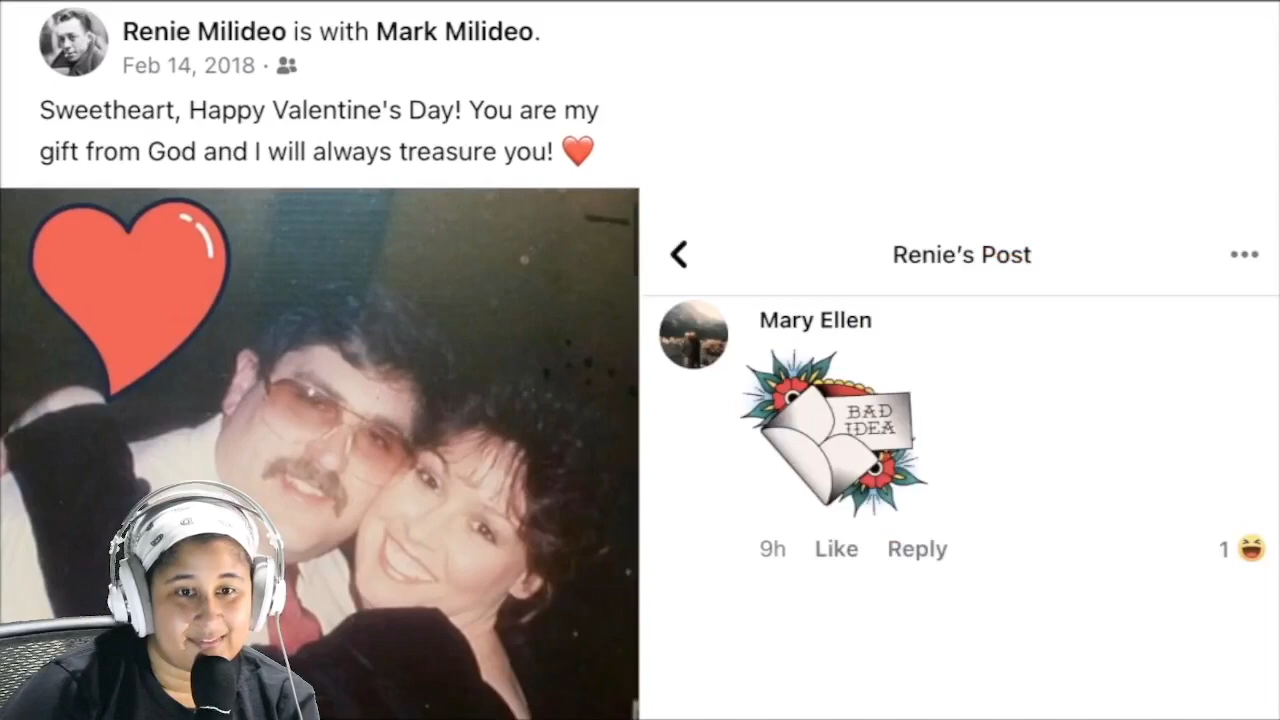 Renie Milideo is with Mark Milideo.
Feb 14, 2018 ·
Sweetheart, Happy Valentine's Day! You are my
gift from God and I will always treasure you! ❤️
Renie's Post
Mary Ellen
BAD
IDEA
9h Like Reply 1 😆